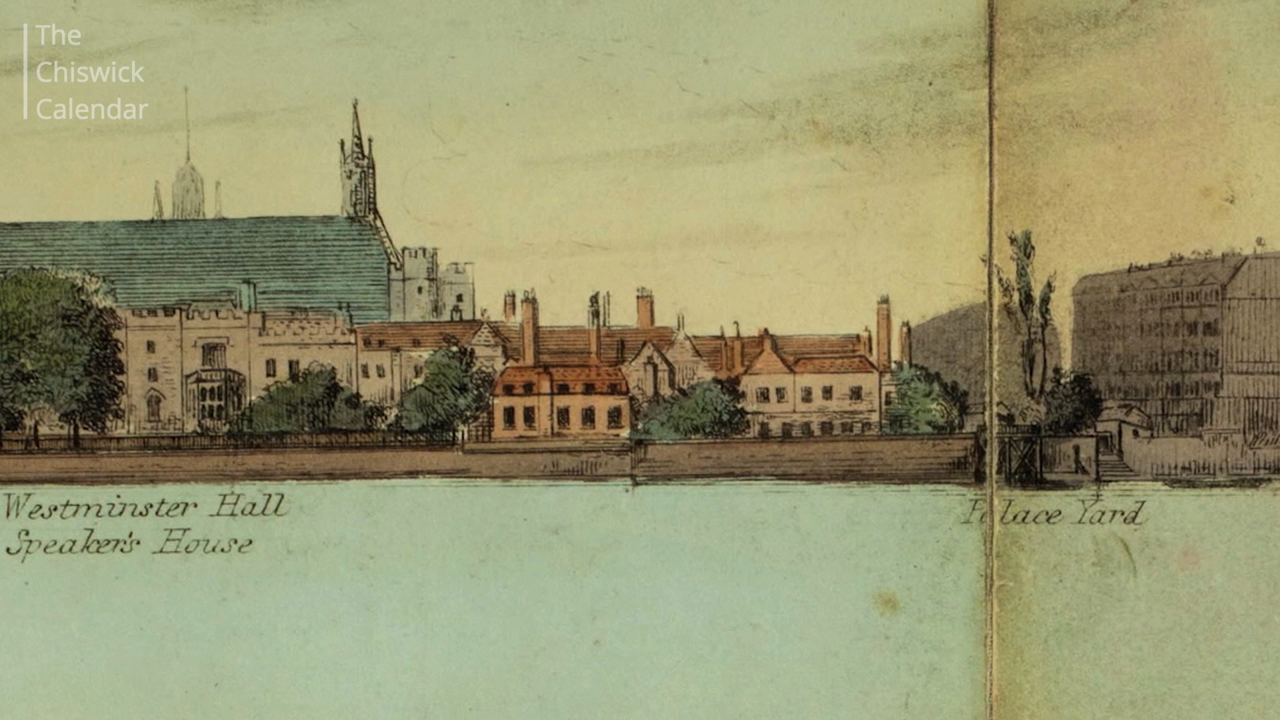 The
Chiswick
Calendar
Westminster Hall
Speaker's House
Palace Yard